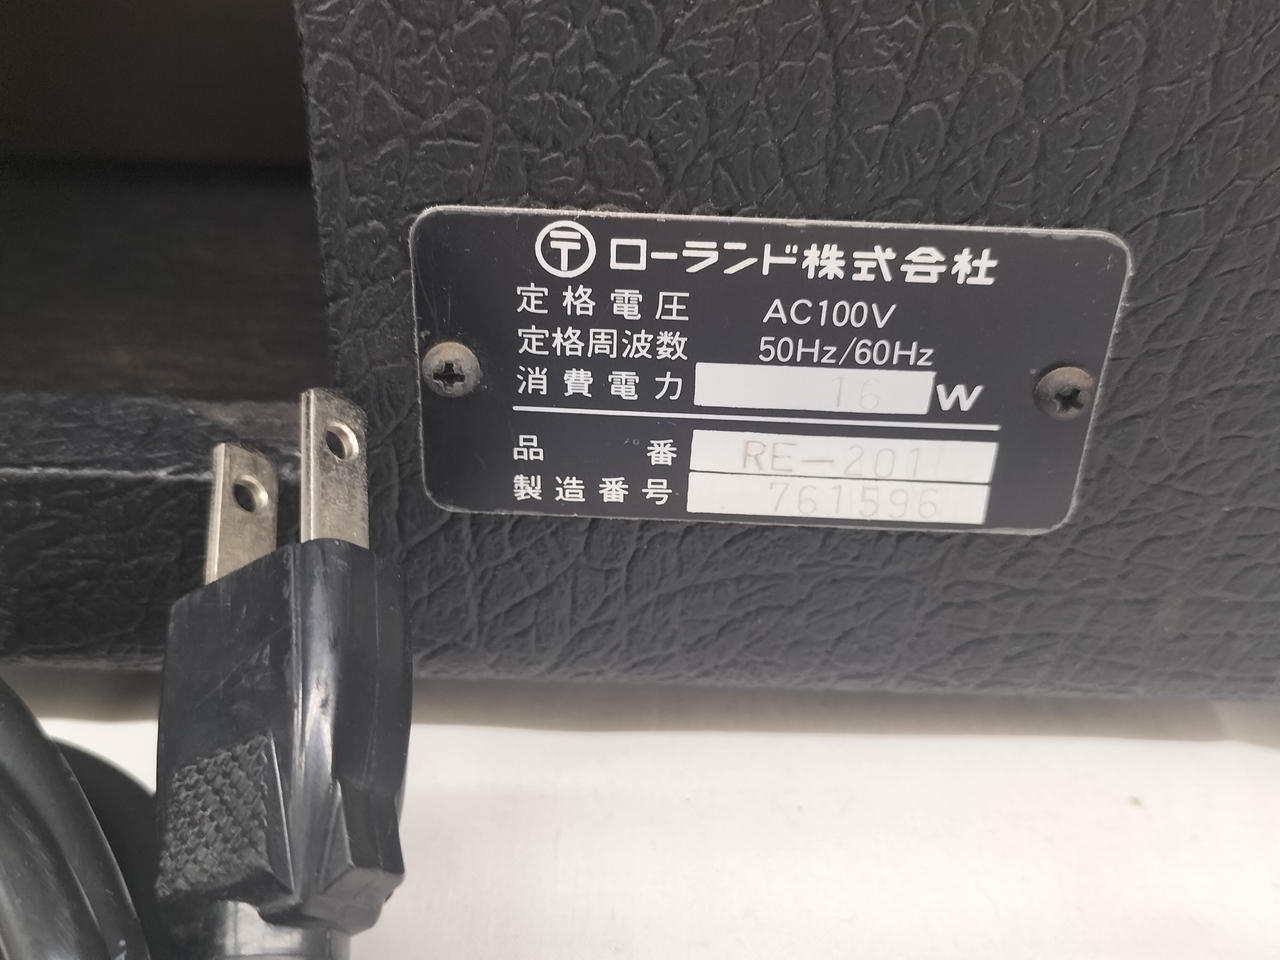 〒 ローランド株式会社
定格電圧 AC100V
定格周波数 50Hz/60Hz
消費電力 16 W
品番 RE-201
製造番号 761596